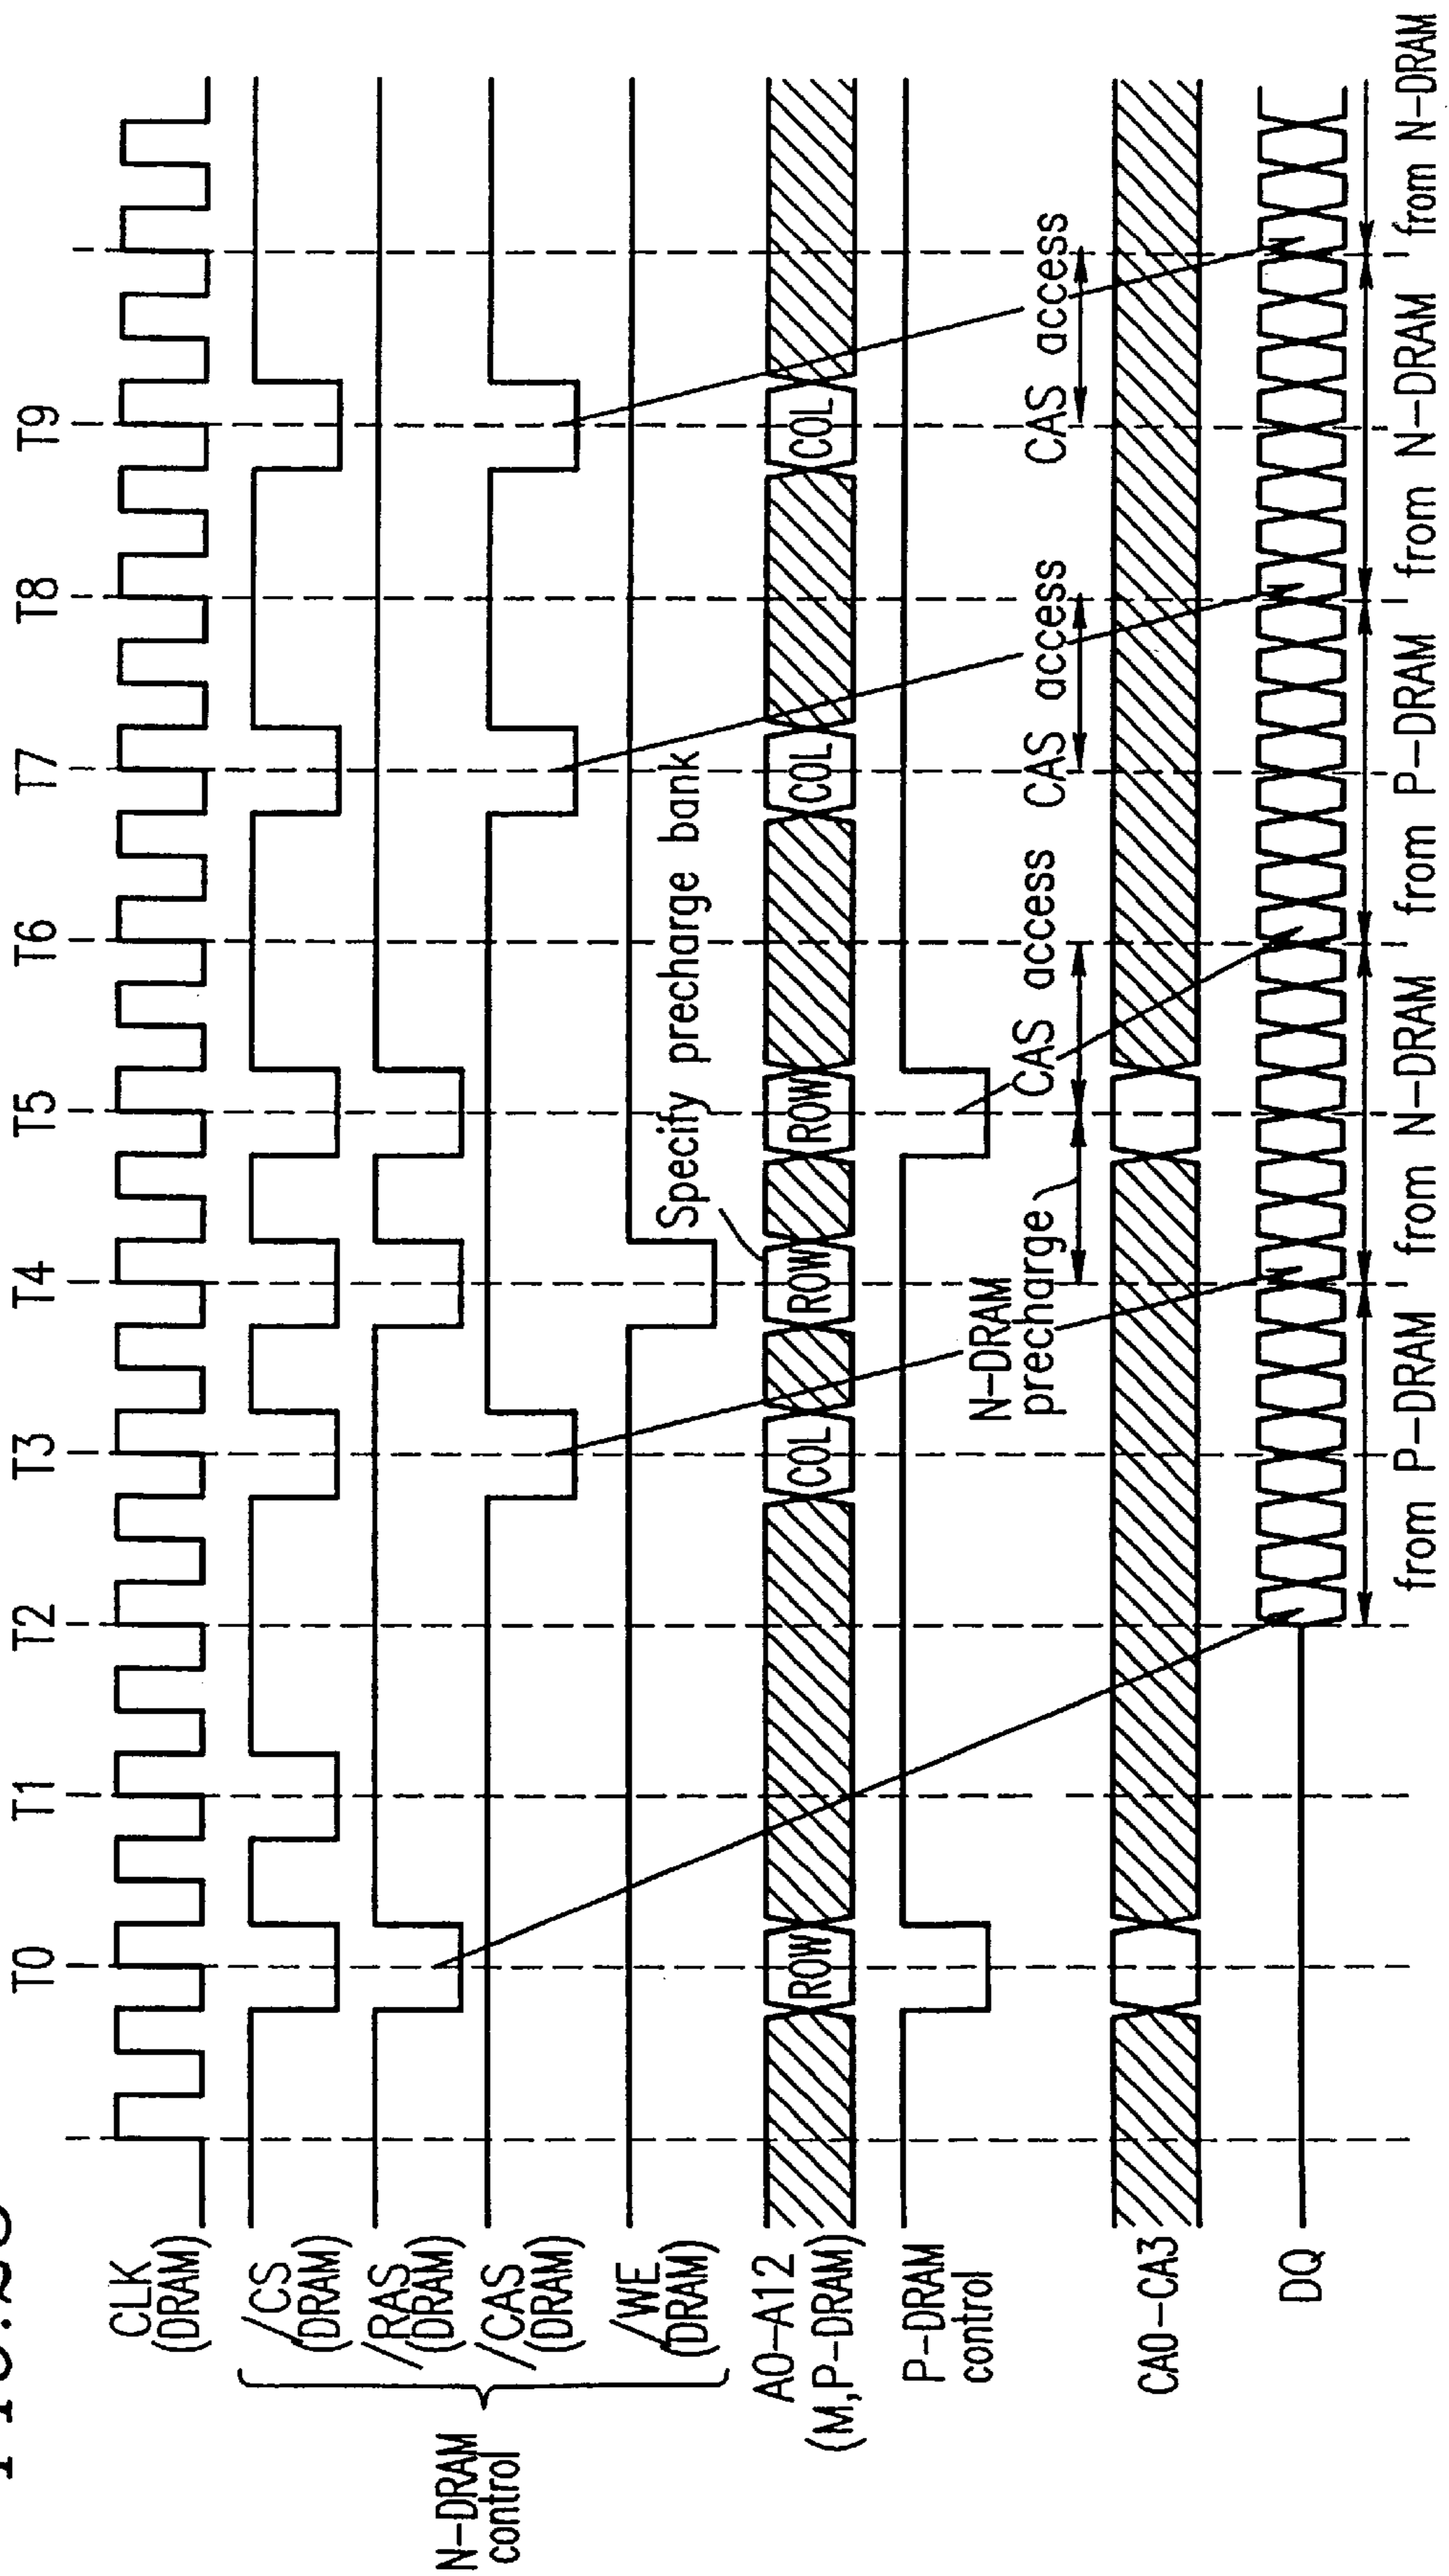 T0 T1 T2 T3 T4 T5 T6 T7 T8 T9
CLK
(DRAM)
/CS
(DRAM)
/RAS
(DRAM)
/CAS
(DRAM)
/WE
(DRAM)
N-DRAM
control
Specify precharge bank
A0-A12
(M,P-DRAM)
ROW COL ROW ROW COL COL
P-DRAM
control
N-DRAM
precharge
CAS access CAS access CAS access
CA0-CA3
DQ
from P-DRAM from N-DRAM from P-DRAM from N-DRAM from N-DRAM